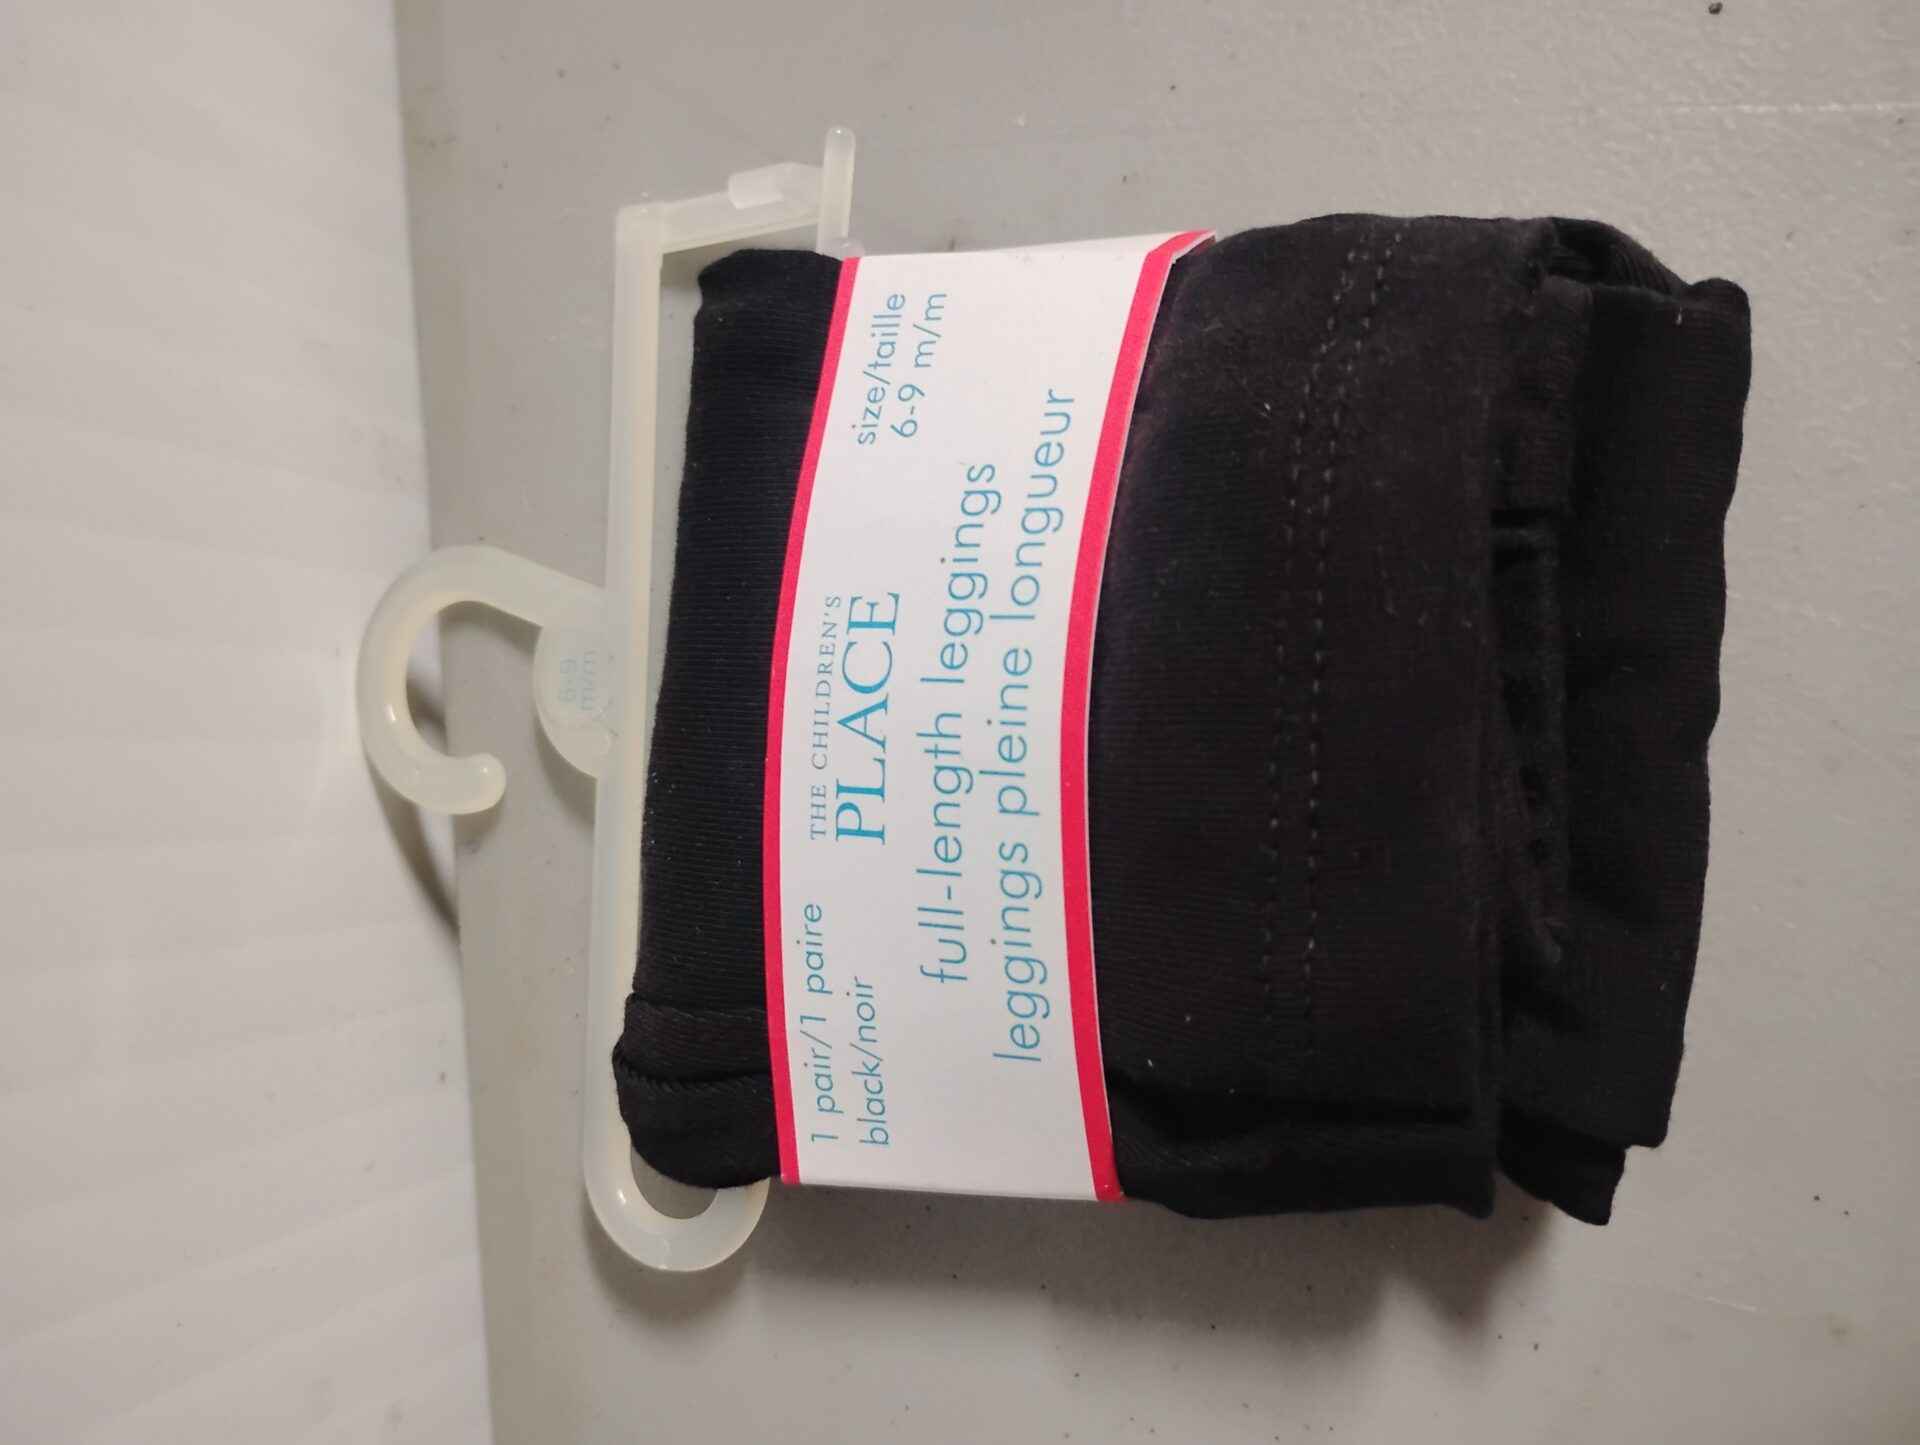 6-9
m/m
1 pair/1 paire
black/noir
THE CHILDREN'S
PLACE
size/taille
6-9 m/m
full-length leggings
leggings pleine longueur